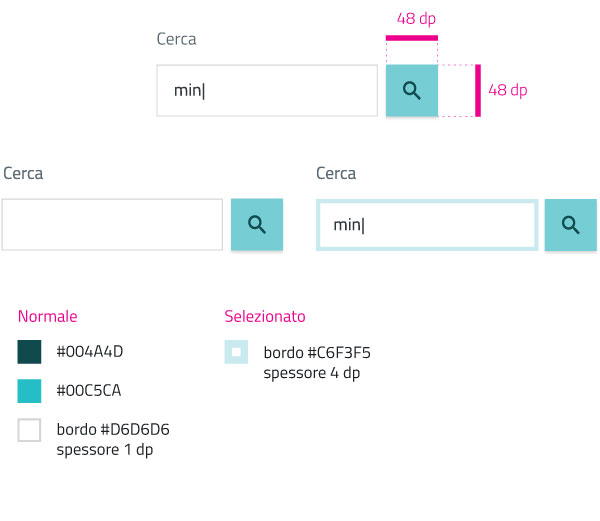 48 dp
Cerca
min|
48 dp
Cerca
Cerca
min|
Normale
Selezionato
#004A4D
bordo #C6F3F5
spessore 4 dp
#00C5CA
bordo #D6D6D6
spessore 1 dp